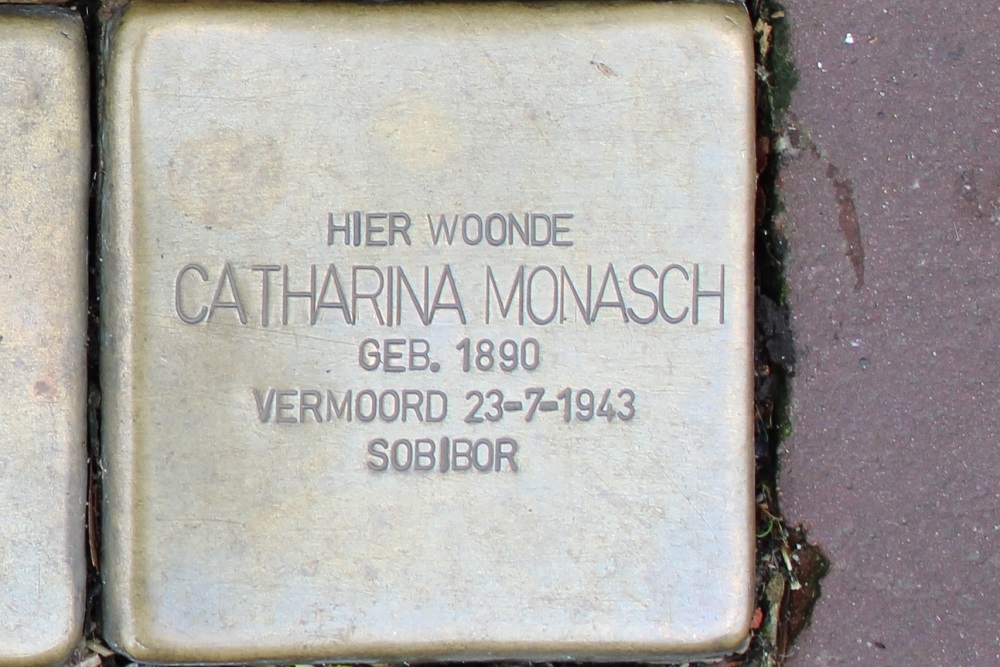 HIER WOONDE
CATHARINA MONASCH
GEB. 1890
VERMOORD 23-7-1943
SOBIBOR